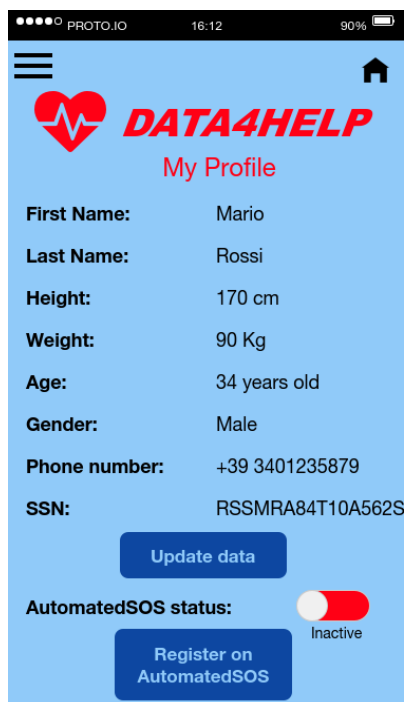 PROTO.IO 16:12 90%
DATA4HELP
My Profile
First Name: Mario
Last Name: Rossi
Height: 170 cm
Weight: 90 Kg
Age: 34 years old
Gender: Male
Phone number: +39 3401235879
SSN: RSSMRA84T10A562S
Update data
AutomatedSOS status:
Inactive
Register on
AutomatedSOS